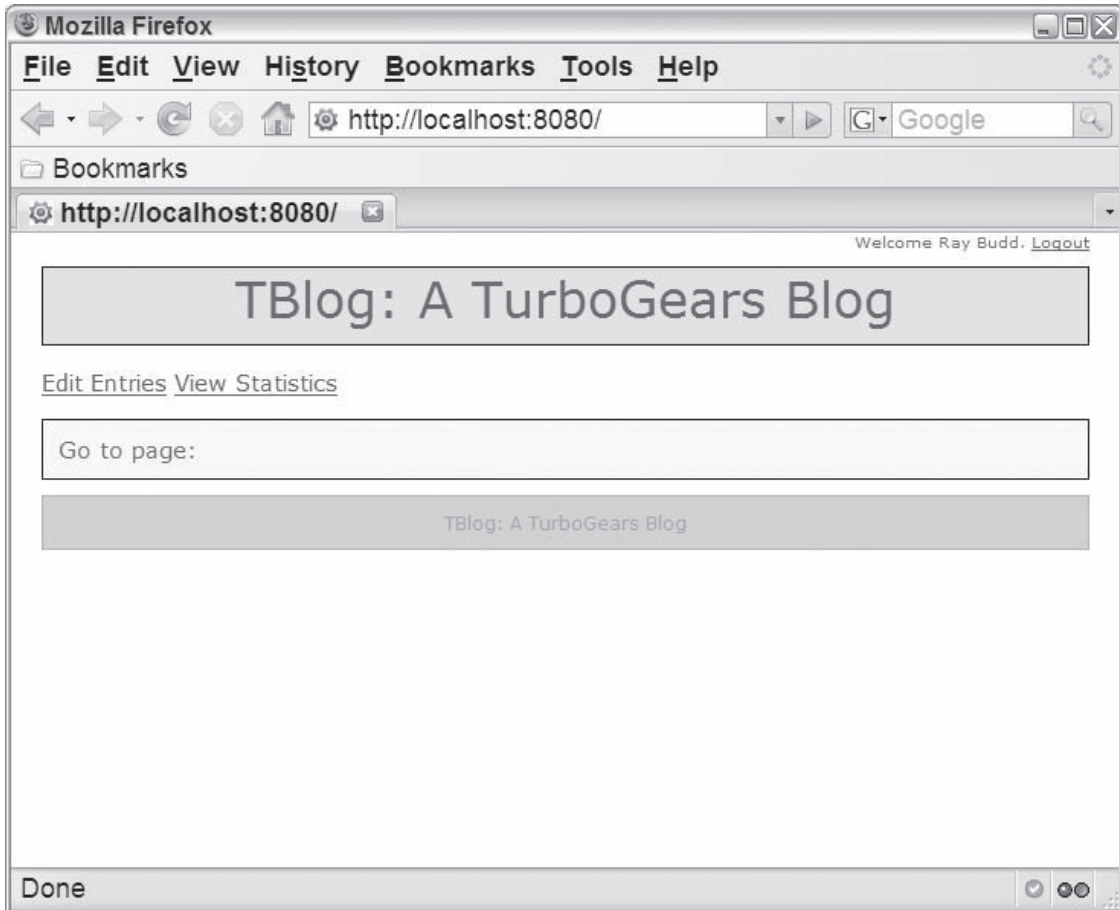 Mozilla Firefox
File Edit View History Bookmarks Tools Help
http://localhost:8080/ G Google
Bookmarks
http://localhost:8080/
Welcome Ray Budd. Logout
TBlog: A TurboGears Blog
Edit Entries View Statistics
Go to page:
TBlog: A TurboGears Blog
Done